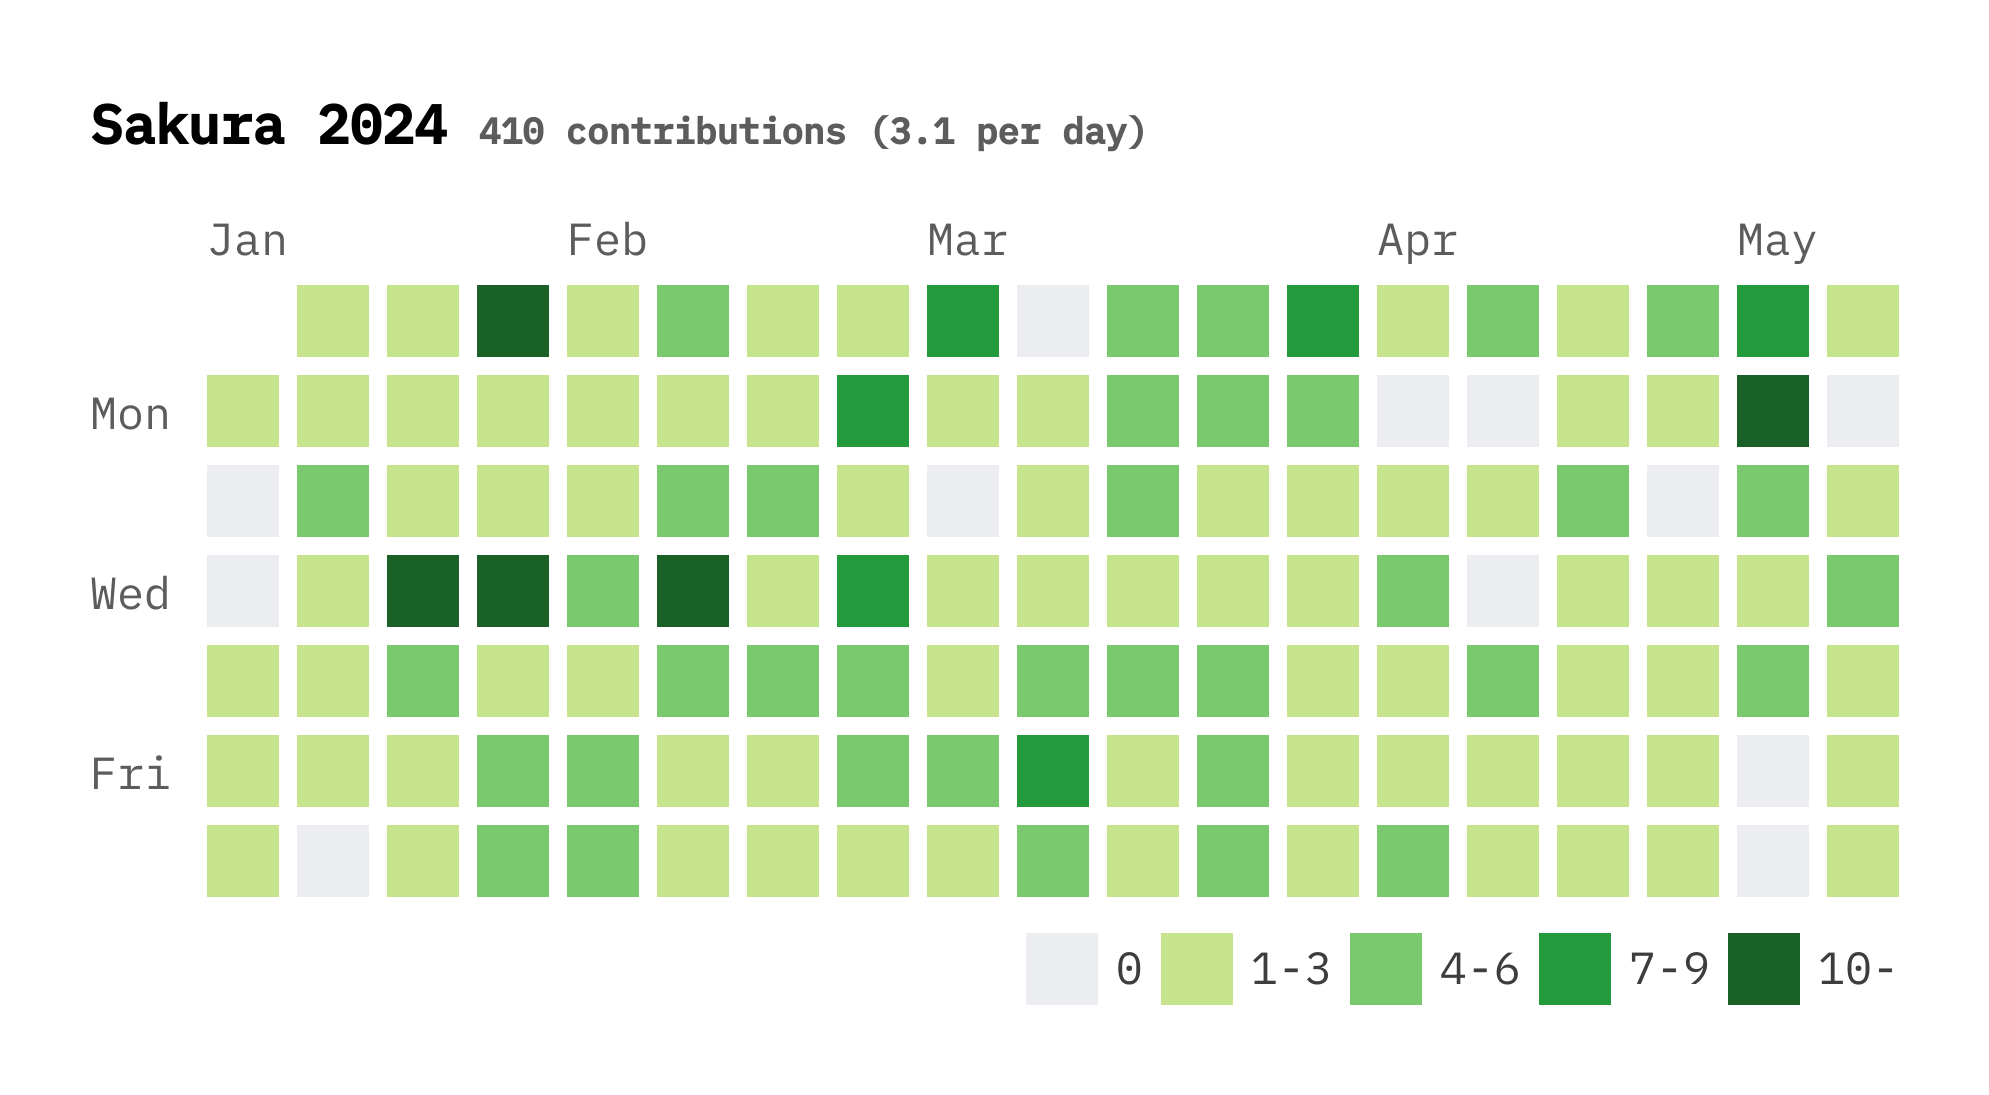 Sakura 2024 410 contributions (3.1 per day)
Jan Feb Mar Apr May
Mon
Wed
Fri
0 1-3 4-6 7-9 10-